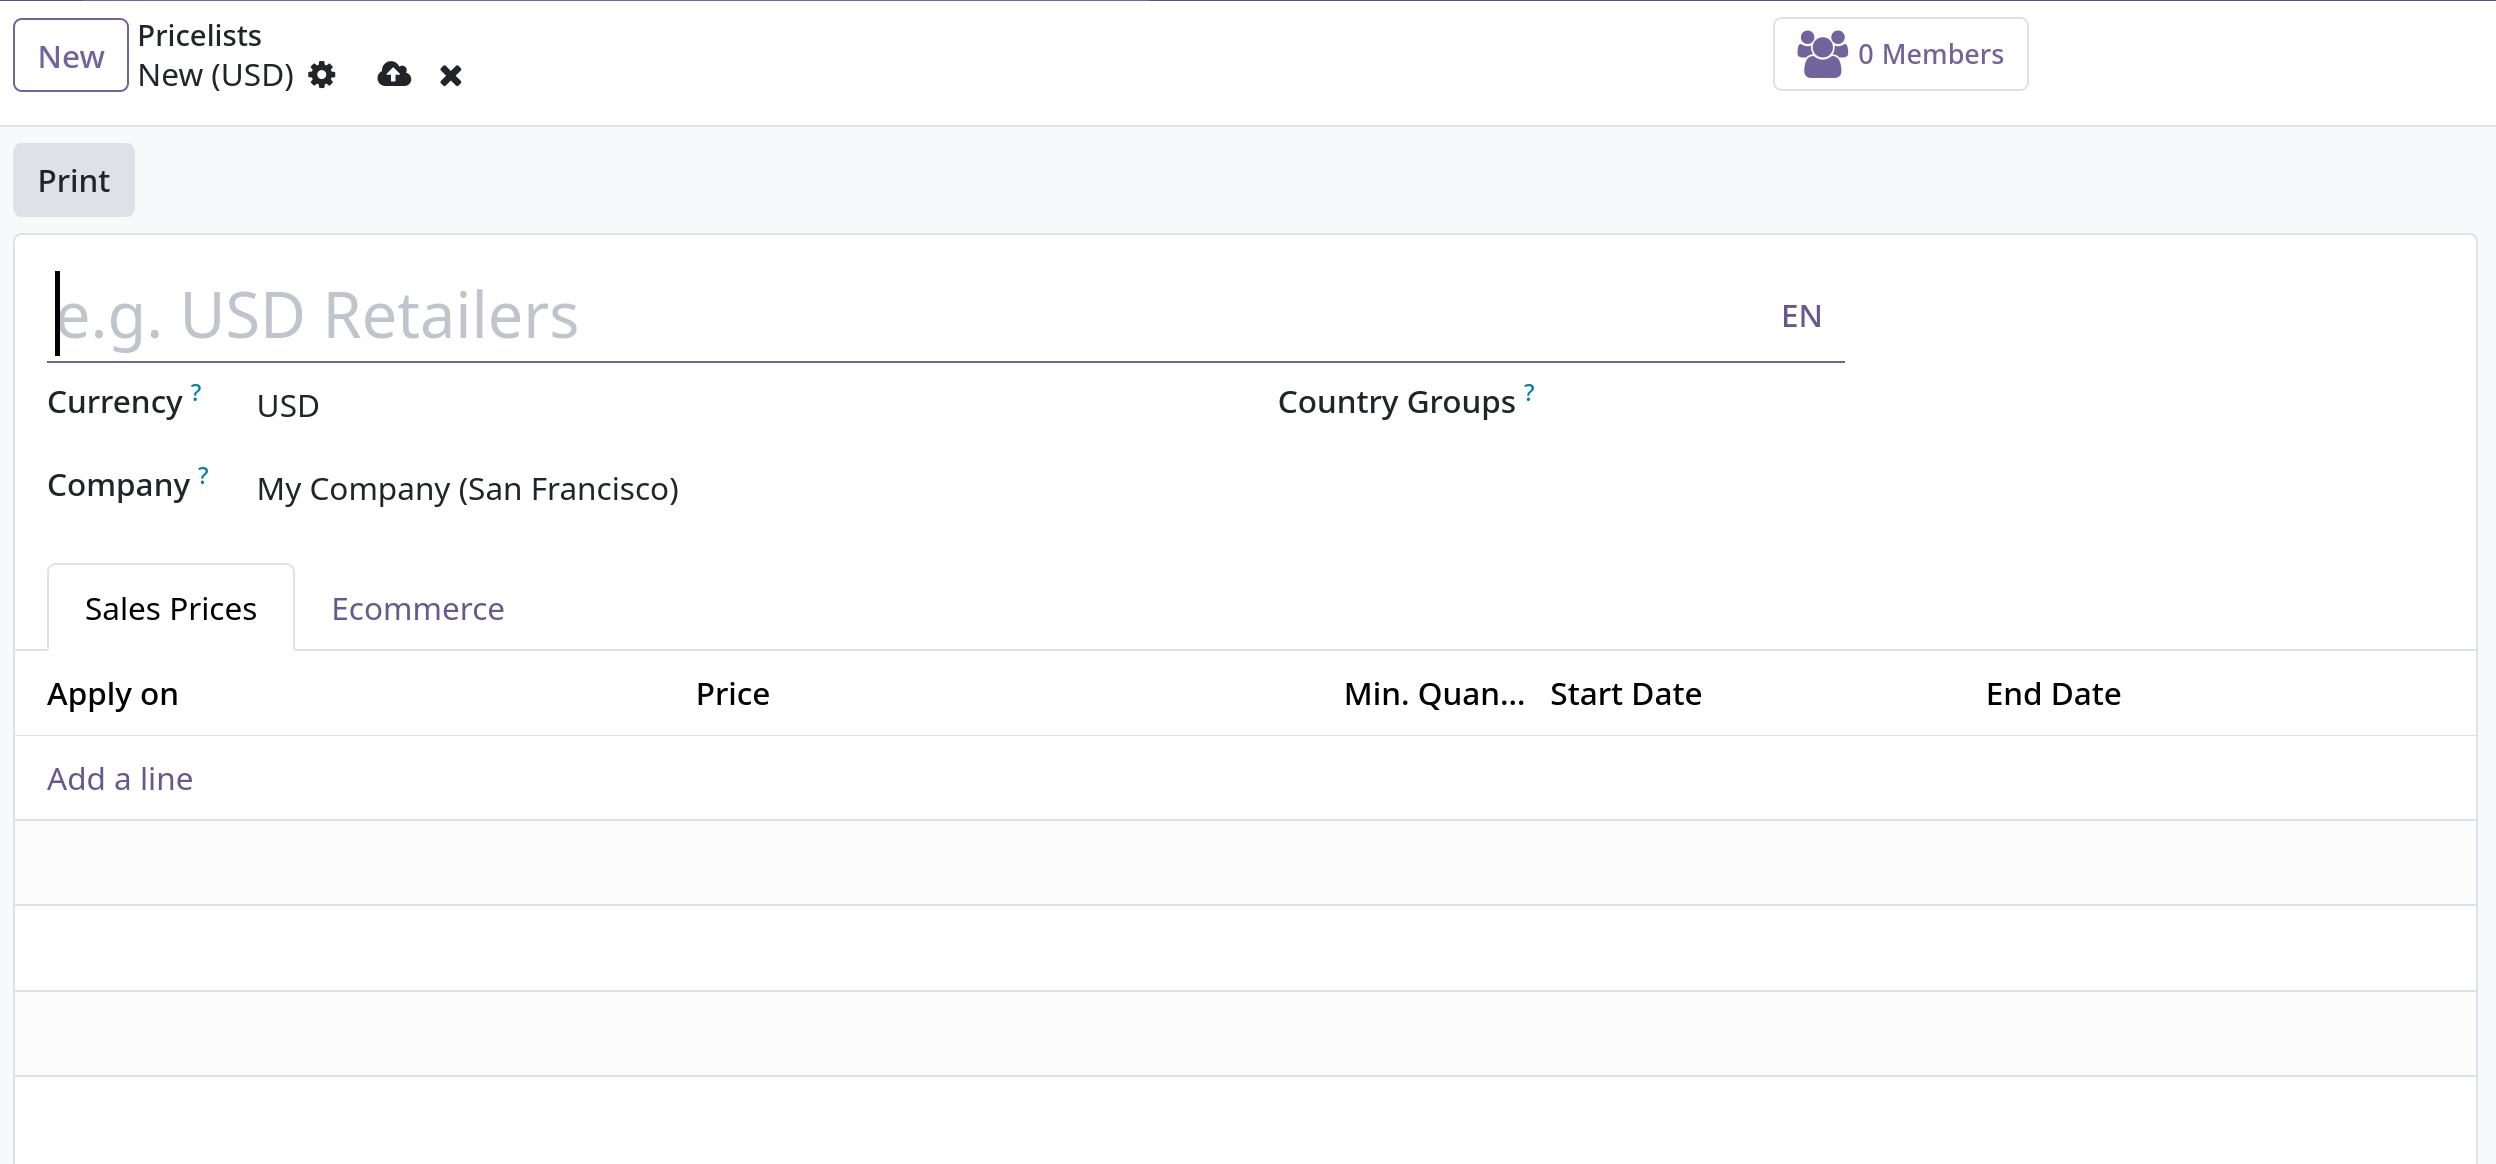 New
Pricelists
New (USD)
0 Members
Print
e.g. USD Retailers
EN
Currency ? USD
Country Groups ?
Company ? My Company (San Francisco)
Sales Prices Ecommerce
Apply on Price Min. Quan... Start Date End Date
Add a line